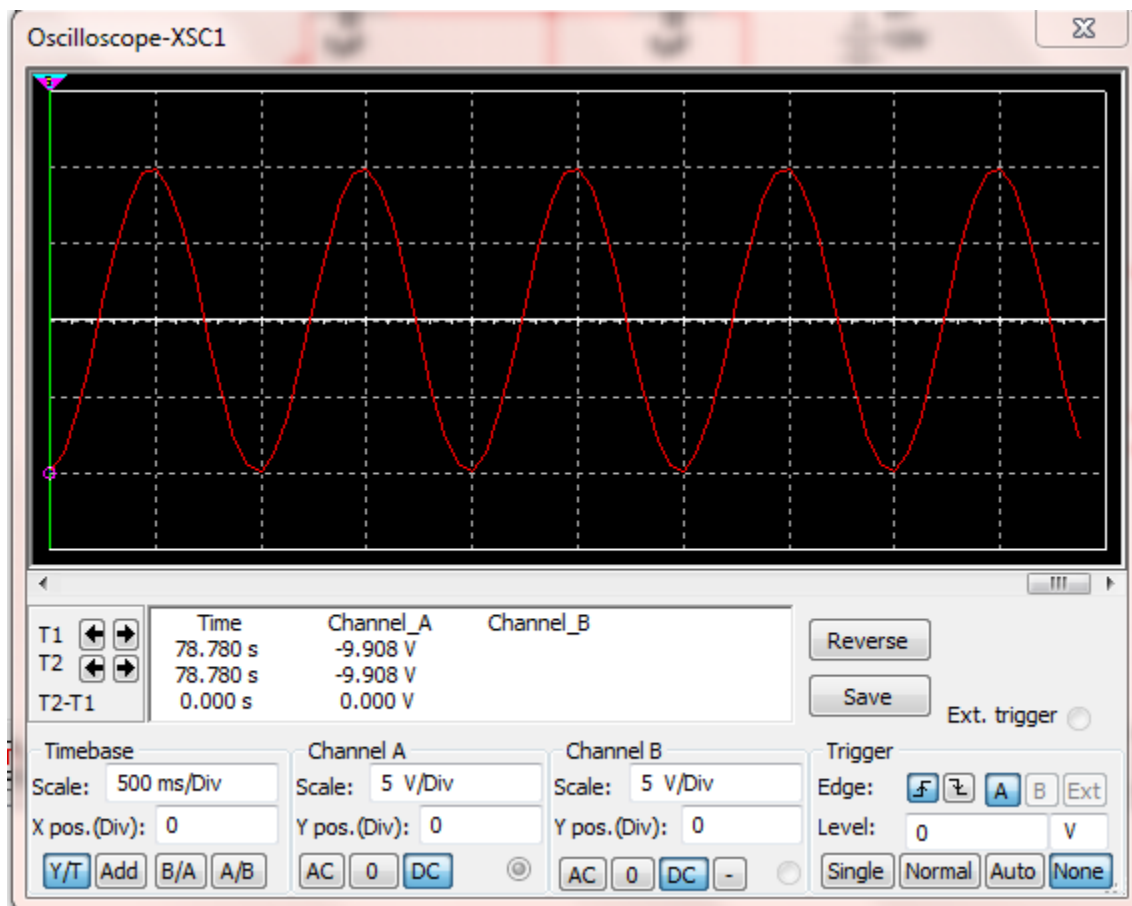 Oscilloscope-XSC1
Time Channel_A Channel_B
T1 78.780 s -9.908 V
T2 78.780 s -9.908 V
T2-T1 0.000 s 0.000 V
Reverse
Save
Ext. trigger
Timebase
Scale: 500 ms/Div
X pos.(Div): 0
Y/T Add B/A A/B
Channel A
Scale: 5 V/Div
Y pos.(Div): 0
AC 0 DC
Channel B
Scale: 5 V/Div
Y pos.(Div): 0
AC 0 DC -
Trigger
Edge: A B Ext
Level: 0 V
Single Normal Auto None